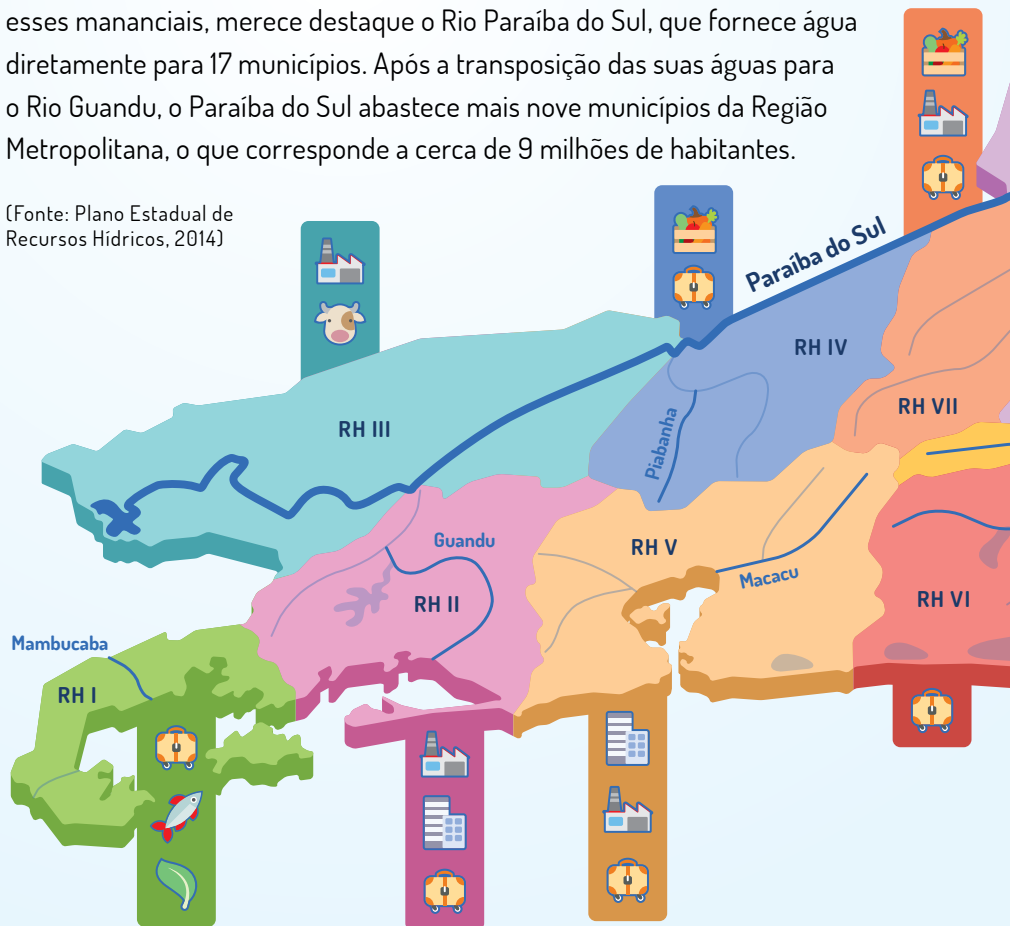 esses mananciais, merece destaque o Rio Paraíba do Sul, que fornece água
diretamente para 17 municípios. Após a transposição das suas águas para
o Rio Guandu, o Paraíba do Sul abastece mais nove municípios da Região
Metropolitana, o que corresponde a cerca de 9 milhões de habitantes.
(Fonte: Plano Estadual de
Recursos Hídricos, 2014)
Paraíba do Sul
RH IV
RH VII
RH III
Piabanha
Guandu
RH V
Macacu
RH II
RH VI
Mambucaba
RH I